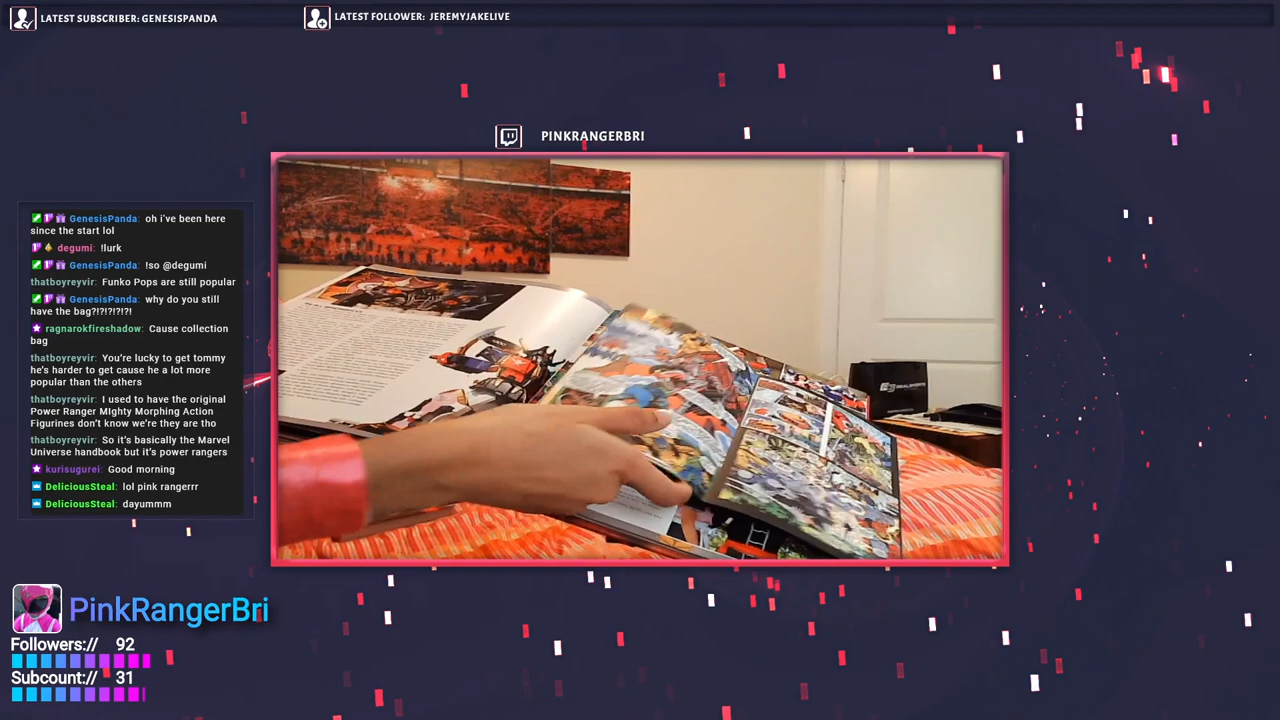 LATEST SUBSCRIBER: GENESISPANDA
LATEST FOLLOWER: JEREMYJAKELIVE
PINKRANGERBRI
GenesisPanda: oh i've been here
since the start lol
degumi: !lurk
GenesisPanda: !so @degumi
thatboyreyvir: Funko Pops are still popular
GenesisPanda: why do you still
have the bag?!?!?!?!?!
ragnarokfireshadow: Cause collection
bag
thatboyreyvir: You're lucky to get tommy
he's harder to get cause he a lot more
popular than the others
thatboyreyvir: I used to have the original
Power Ranger MIghty Morphing Action
Figurines don't know we're they are tho
thatboyreyvir: So it's basically the Marvel
Universe handbook but it's power rangers
kurisugurei: Good morning
DeliciousSteal: lol pink rangerrr
DeliciousSteal: dayummm
PinkRangerBri
Followers:// 92
Subcount:// 31